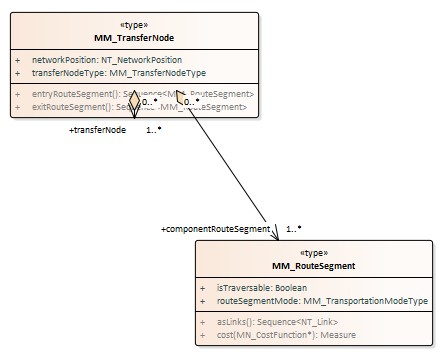 «type»
MM_TransferNode
+ networkPosition: NT_NetworkPosition
+ transferNodeType: MM_TransferNodeType
+ entryRouteSegment(): Sequence<MM_RouteSegment>
+ exitRouteSegment(): Sequence<MM_RouteSegment>
0..* 0..*
+transferNode 1..*
+componentRouteSegment 1..*
«type»
MM_RouteSegment
+ isTraversable: Boolean
+ routeSegmentMode: MM_TransportationModeType
+ asLinks(): Sequence<NT_Link>
+ cost(MN_CostFunction*): Measure